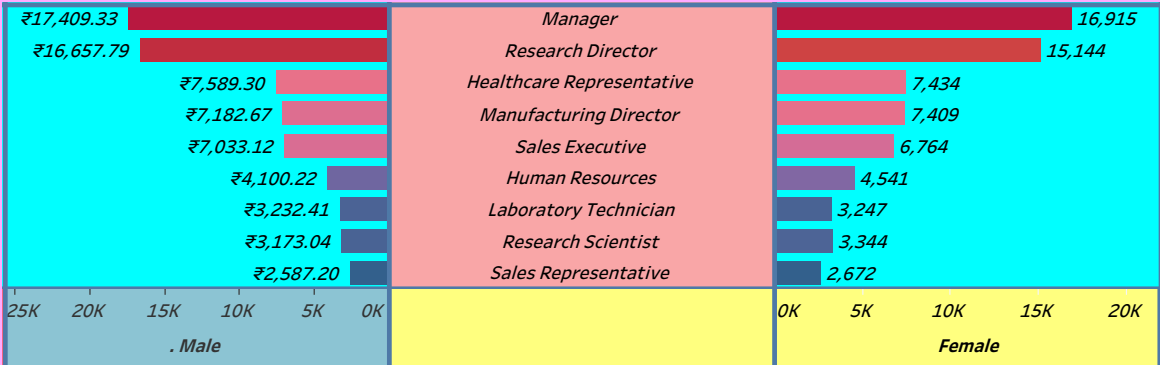 ₹17,409.33 Manager 16,915
₹16,657.79 Research Director 15,144
₹7,589.30 Healthcare Representative 7,434
₹7,182.67 Manufacturing Director 7,409
₹7,033.12 Sales Executive 6,764
₹4,100.22 Human Resources 4,541
₹3,232.41 Laboratory Technician 3,247
₹3,173.04 Research Scientist 3,344
₹2,587.20 Sales Representative 2,672
25K 20K 15K 10K 5K 0K 0K 5K 10K 15K 20K
. Male Female